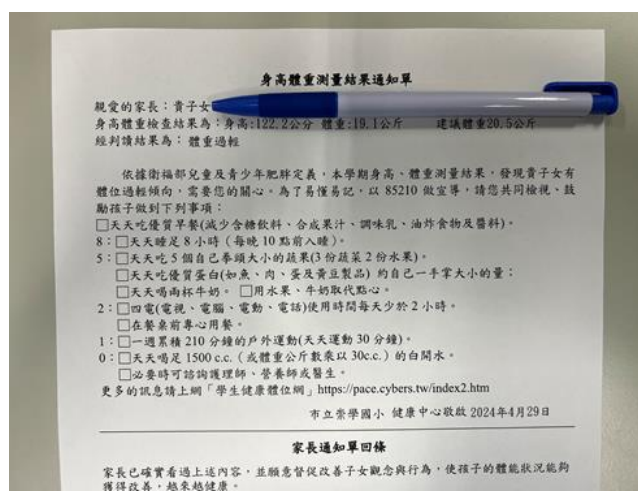 身高體重測量結果通知單
親愛的家長：貴子女
身高體重檢查結果為：身高:122.2公分 體重:19.1公斤 建議體重20.5公斤
經判讀結果為： 體重過輕
依據衛福部兒童及青少年肥胖定義，本學期身高、體重測量結果，發現貴子女有
體位過輕傾向，需要您的關心。為了易懂易記，以 85210 做宣導，請您共同檢視、鼓
勵孩子做到下列事項：
□天天吃優質早餐(減少含糖飲料、合成果汁、調味乳、油炸食物及醬料)。
8：□天天睡足 8 小時（每晚 10 點前入睡）。
5：□天天吃 5 個自己拳頭大小的蔬果(3 份蔬菜 2 份水果)。
□天天吃優質蛋白(如魚、肉、蛋及黃豆製品) 約自己一手掌大小的量；
□天天喝兩杯牛奶。 □用水果、牛奶取代點心。
2：□四電(電視、電腦、電動、電話)使用時間每天少於 2 小時。
□在餐桌前專心用餐。
1：□一週累積 210 分鐘的戶外運動(天天運動 30 分鐘)。
0：□天天喝足 1500 c.c.（或體重公斤數乘以 30c.c.）的白開水。
□必要時可諮詢護理師、營養師或醫生。
更多的訊息請上網「學生健康體位網」https://pace.cybers.tw/index2.htm
市立崇學國小 健康中心敬啟 2024年4月29日
家長通知單回條
家長已確實看過上述內容，並願意督促改善子女觀念與行為，使孩子的體能狀況能夠
獲得改善，越來越健康。